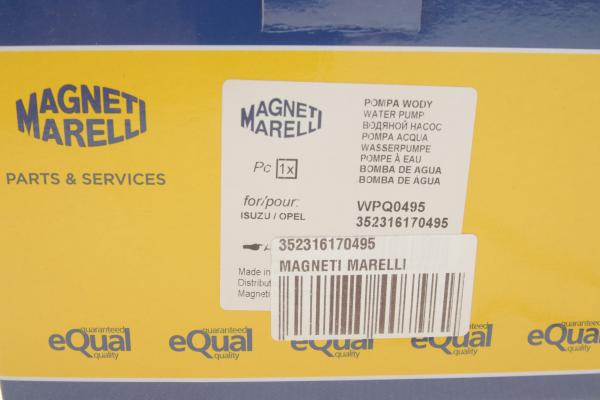 MAGNETI
MARELLI
PARTS & SERVICES
MAGNETI
MARELLI
Pc 1x
for/pour:
ISUZU / OPEL
POMPA WODY
WATER PUMP
ВОДЯНОЙ НАСОС
POMPA ACQUA
WASSERPUMPE
POMPE À EAU
BOMBA DE AGUA
BOMBA DE AGUA
WPQ0495
352316170495
Made in
Distribut
Magneti
352316170495
MAGNETI MARELLI
guaranteed
eQual
quality
guaranteed
eQual
quality
eQual
quality
guaranteed
eQual
quality
guaranteed
eQual
quality